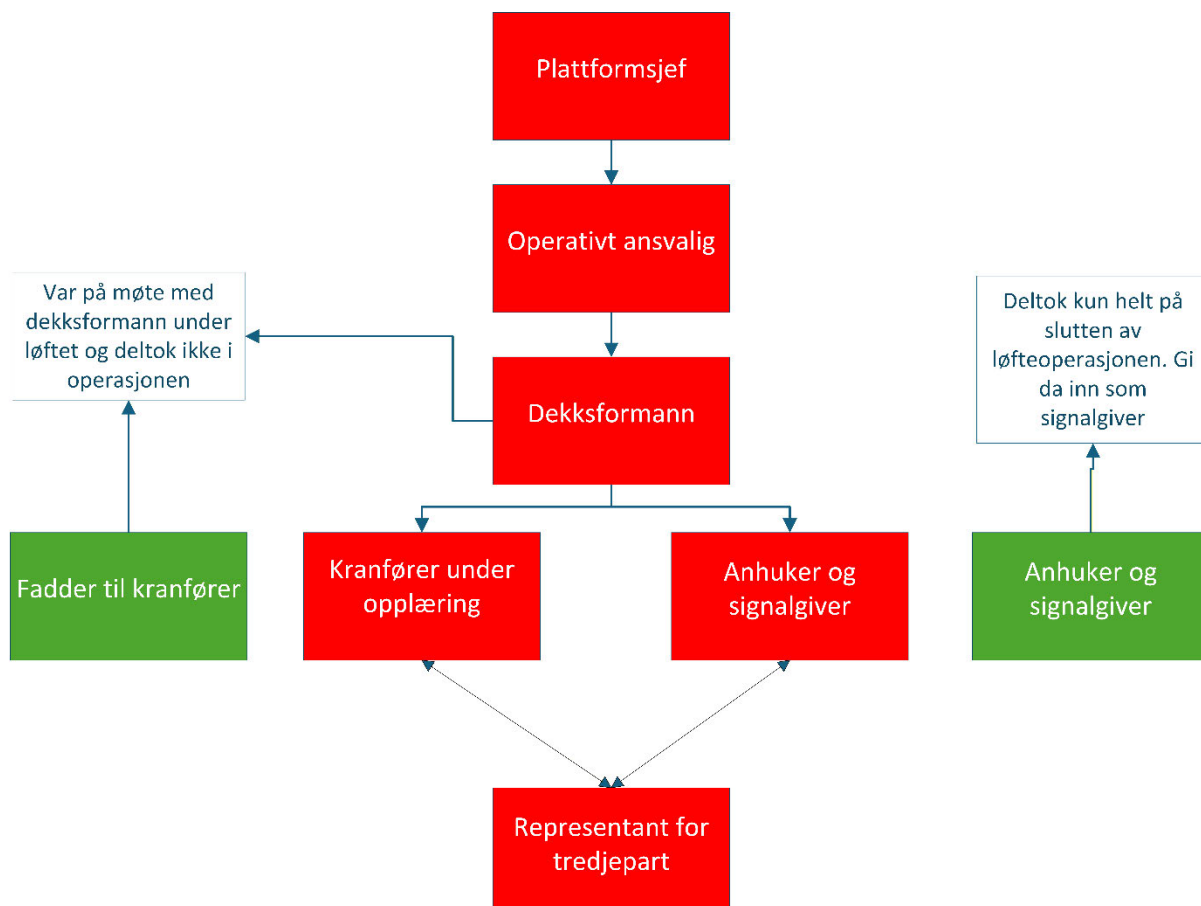 Plattformsjef
Operativt ansvalig
Var på møte med
dekksformann under
løftet og deltok ikke i
operasjonen
Deltok kun helt på
slutten av
løfteoperasjonen. Gi
da inn som
signalgiver
Dekksformann
Fadder til kranfører
Kranfører under
opplæring
Anhuker og
signalgiver
Anhuker og
signalgiver
Representant for
tredjepart